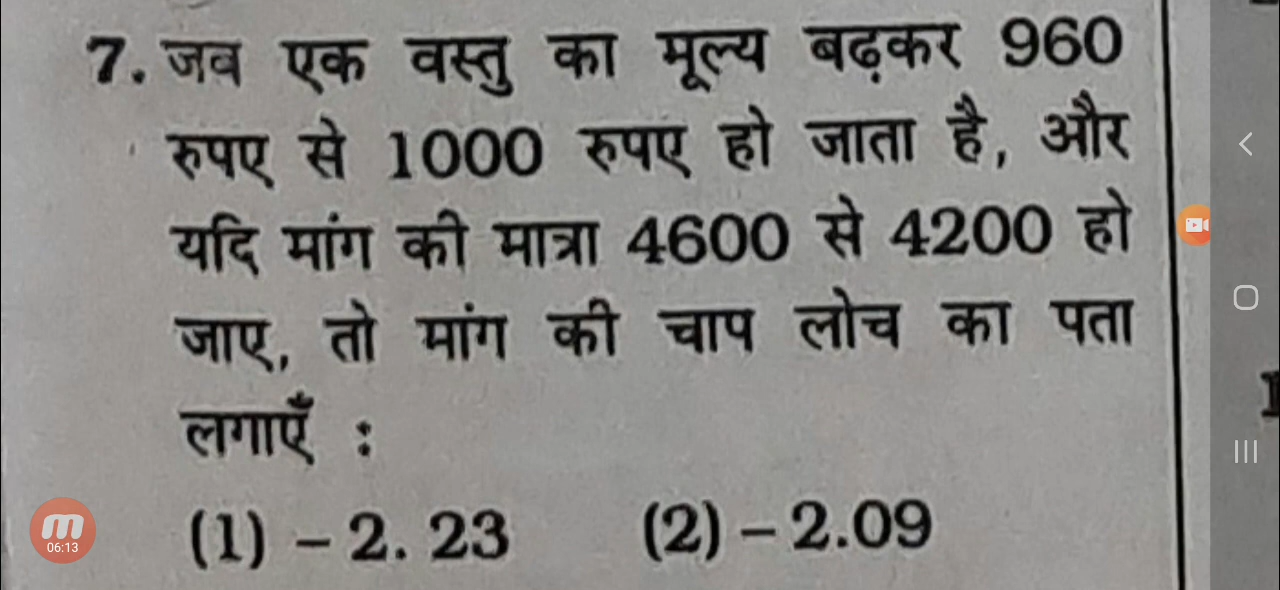 7. जब एक वस्तु का मूल्य बढ़कर 960
रुपए से 1000 रुपए हो जाता है, और
यदि मांग की मात्रा 4600 से 4200 हो
जाए, तो मांग की चाप लोच का पता
लगाएँ :
(1) – 2. 23 (2) – 2.09
06:13